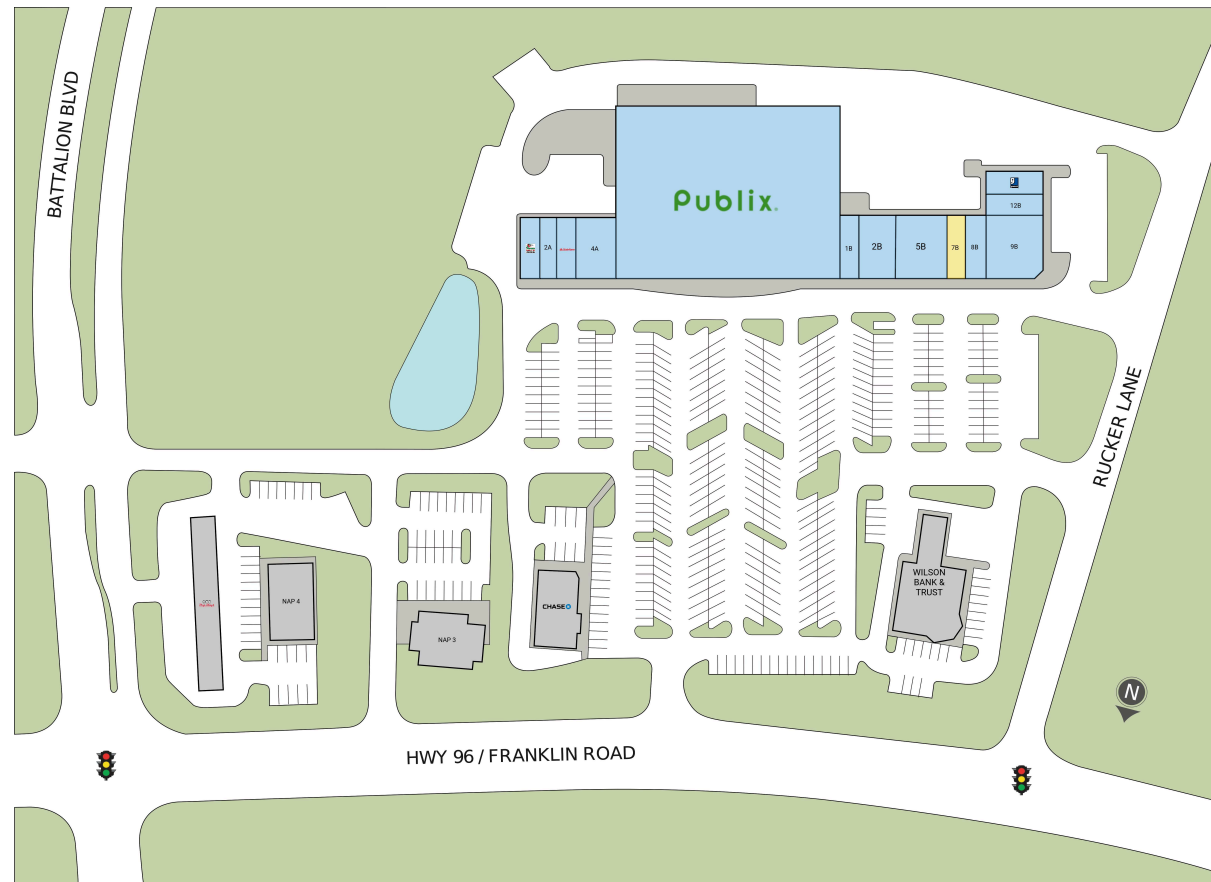 BATTALION BLVD
Publix.
2A
4A
1B
2B
5B
7B
8B
9B
12B
RUCKER LANE
NAP 4
NAP 3
CHASE
WILSON
BANK &
TRUST
N
HWY 96 / FRANKLIN ROAD